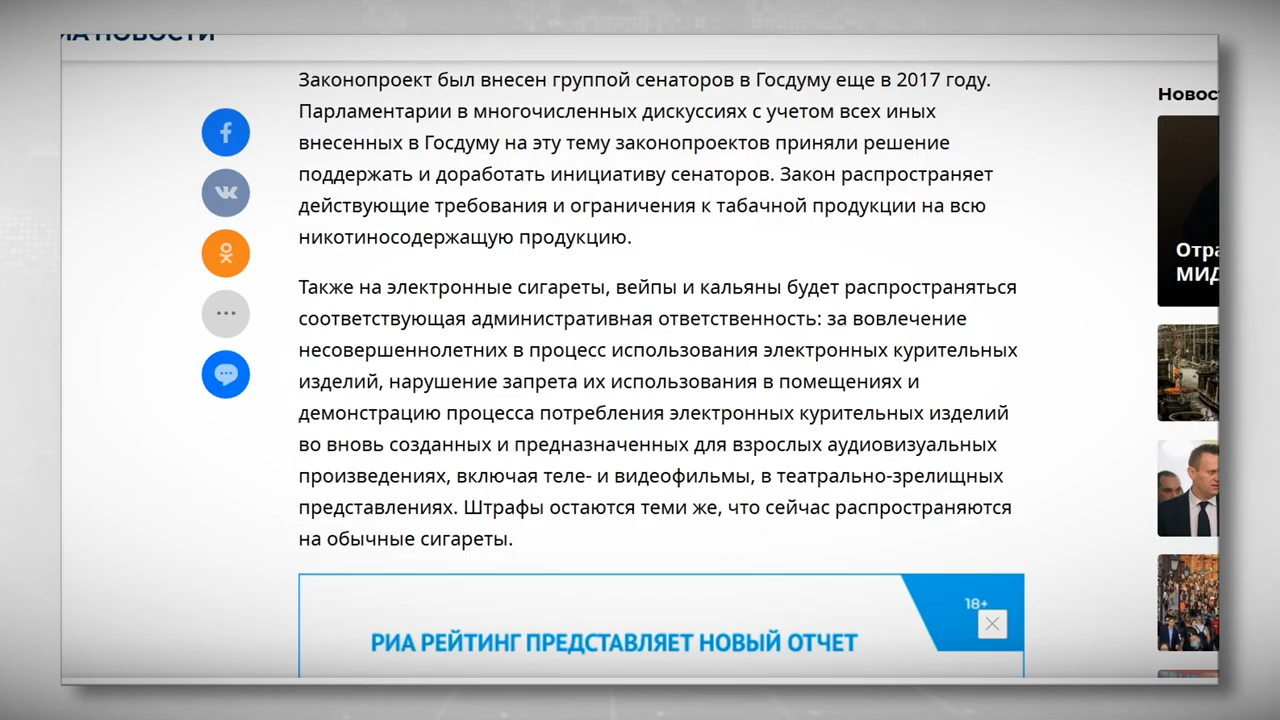 ИА НОВОСТИ
Законопроект был внесен группой сенаторов в Госдуму еще в 2017 году.
Парламентарии в многочисленных дискуссиях с учетом всех иных
внесенных в Госдуму на эту тему законопроектов приняли решение
поддержать и доработать инициативу сенаторов. Закон распространяет
действующие требования и ограничения к табачной продукции на всю
никотиносодержащую продукцию.
Также на электронные сигареты, вейпы и кальяны будет распространяться
соответствующая административная ответственность: за вовлечение
несовершеннолетних в процесс использования электронных курительных
изделий, нарушение запрета их использования в помещениях и
демонстрацию процесса потребления электронных курительных изделий
во вновь созданных и предназначенных для взрослых аудиовизуальных
произведениях, включая теле- и видеофильмы, в театрально-зрелищных
представлениях. Штрафы остаются теми же, что сейчас распространяются
на обычные сигареты.
18+
РИА РЕЙТИНГ ПРЕДСТАВЛЯЕТ НОВЫЙ ОТЧЕТ
Новос
Отра
МИД